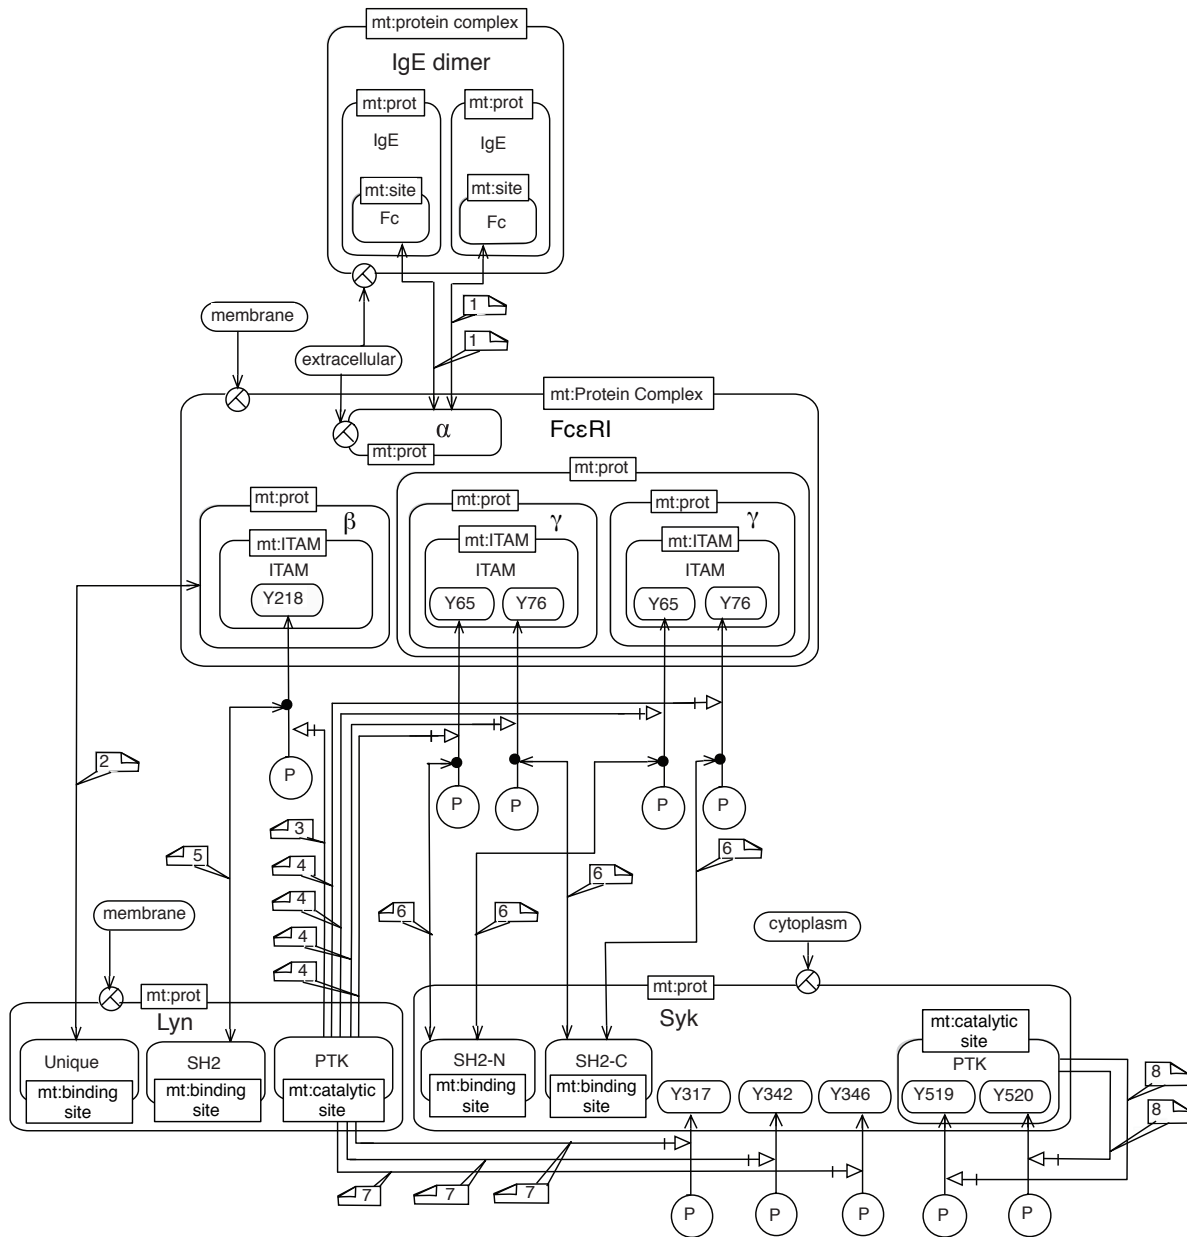 mt:protein complex
IgE dimer
mt:prot
mt:prot
IgE
IgE
mt:site
mt:site
Fc
Fc
1
membrane
1
extracellular
mt:Protein Complex
α
FcεRI
mt:prot
mt:prot
mt:prot
mt:prot
mt:prot
β
γ
γ
mt:ITAM
mt:ITAM
mt:ITAM
ITAM
ITAM
ITAM
Y218
Y65
Y76
Y65
Y76
2
P
P
P
P
P
3
5
4
6
6
4
6
6
membrane
cytoplasm
4
4
mt:prot
mt:prot
Lyn
Syk
mt:catalytic
site
Unique
SH2
PTK
SH2-N
SH2-C
PTK
mt:binding
site
mt:binding
site
mt:catalytic
site
mt:binding
site
mt:binding
site
Y317
Y342
Y346
Y519
Y520
8
8
7
7
7
P
P
P
P
P